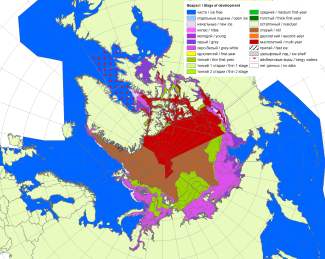 Возраст / Stage of development
чисто / ice free
отдельные льдины / open ice
начальные / new ice
нилас / nilas
молодой / young
серый / grey
серо-белый / grey-white
однолетний / first-year
тонкий / thin first-year
тонкий 1 стадии / thin 1 stage
тонкий 2 стадии / thin 2 stage
средний / medium first-year
толстый / thick first-year
остаточный / residual
старый / old
двухлетний / second-year
многолетний / multi-year
припай / fast ice
шельфовый лед / ice shelf
айсберговые воды / bergy waters
нет данных / no data